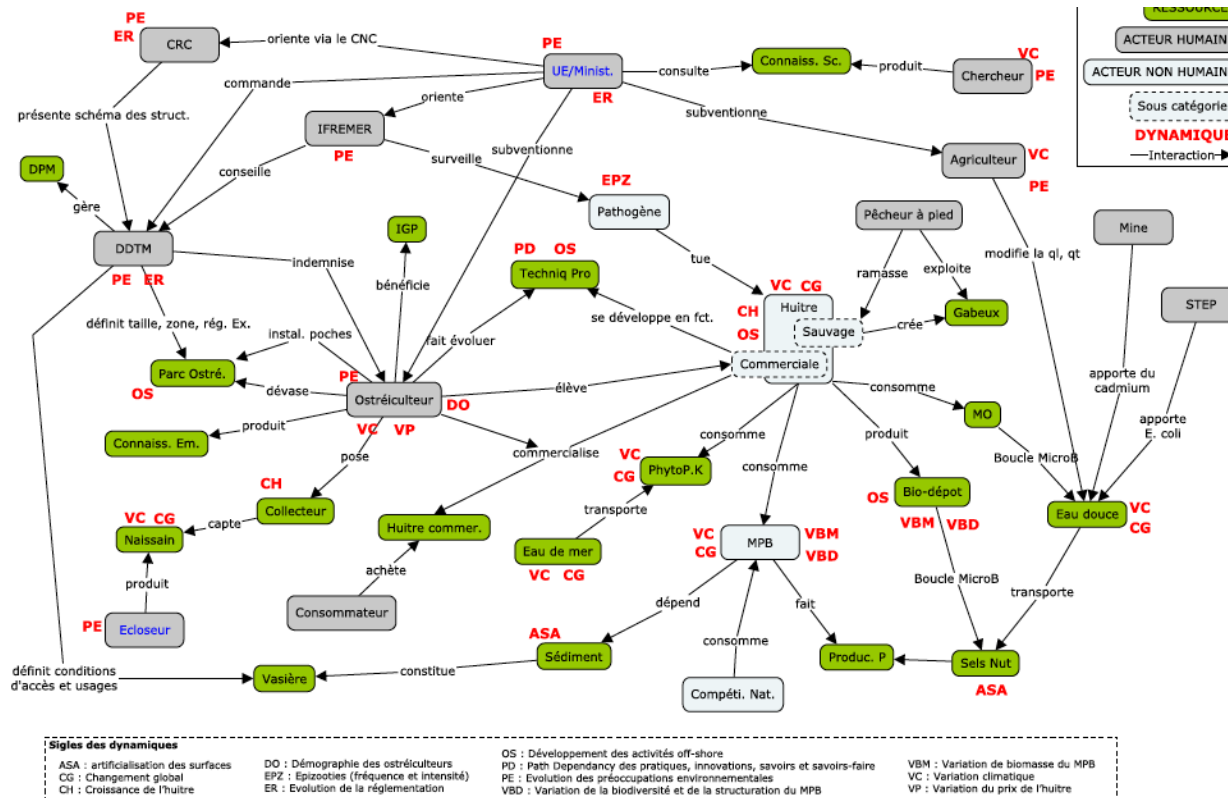 RESSOURCE
PE
ER
CRC
oriente via le CNC
PE
UE/Minist.
ER
consulte
Connaiss. Sc.
produit
VC
Chercheur
PE
ACTEUR HUMAIN
ACTEUR NON HUMAIN
Sous catégorie
DYNAMIQUE
Interaction
commande
oriente
présente schéma des struct.
IFREMER
PE
subventionne
subventionne
surveille
conseille
Agriculteur
VC
PE
DPM
gère
EPZ
Pathogène
IGP
Pêcheur à pied
Mine
DDTM
PE ER
indemnise
PD OS
Techniq Pro
tue
ramasse
exploite
modifie la ql, qt
bénéficie
VC CG
CH
OS
Huitre
Sauvage
crée
Gabeux
STEP
se développe en fct.
définit taille, zone, rég. Ex.
instal. poches
fait évoluer
Parc Ostré.
OS
dévase
PE
Ostréiculteur
DO
VC VP
élève
Commerciale
apporte du
cadmium
consomme
MO
produit
Connaiss. Em.
pose
commercialise
consomme
produit
apporte
E. coli
VC
CG
PhytoP.K
consomme
Boucle MicroB
CH
Collecteur
OS
Bio-dépot
VBM VBD
Eau douce
VC
CG
VC CG
Naissain
capte
Huitre commer.
transporte
Eau de mer
VC CG
VC
CG
MPB
VBM
VBD
produit
achète
Boucle MicroB
transporte
PE
Ecloseur
Consommateur
dépend
fait
ASA
Sédiment
consomme
Produc. P
Sels Nut
ASA
définit conditions
d'accès et usages
Vasière
constitue
Compéti. Nat.
Sigles des dynamiques
ASA : artificialisation des surfaces
CG : Changement global
CH : Croissance de l'huitre
DO : Démographie des ostréiculteurs
EPZ : Epizooties (fréquence et intensité)
ER : Evolution de la réglementation
OS : Développement des activités off-shore
PD : Path Dependancy des pratiques, innovations, savoirs et savoirs-faire
PE : Evolution des préoccupations environnementales
VBD : Variation de la biodiversité et de la structuration du MPB
VBM : Variation de biomasse du MPB
VC : Variation climatique
VP : Variation du prix de l'huitre